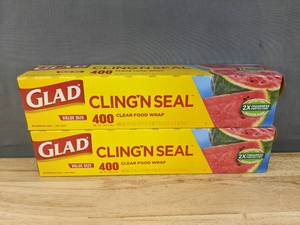 GLAD
CLING'N SEAL
VALUE SIZE
400
CLEAR FOOD WRAP
2X
GLAD
CLING'N SEAL
VALUE SIZE
400
CLEAR FOOD WRAP
2X